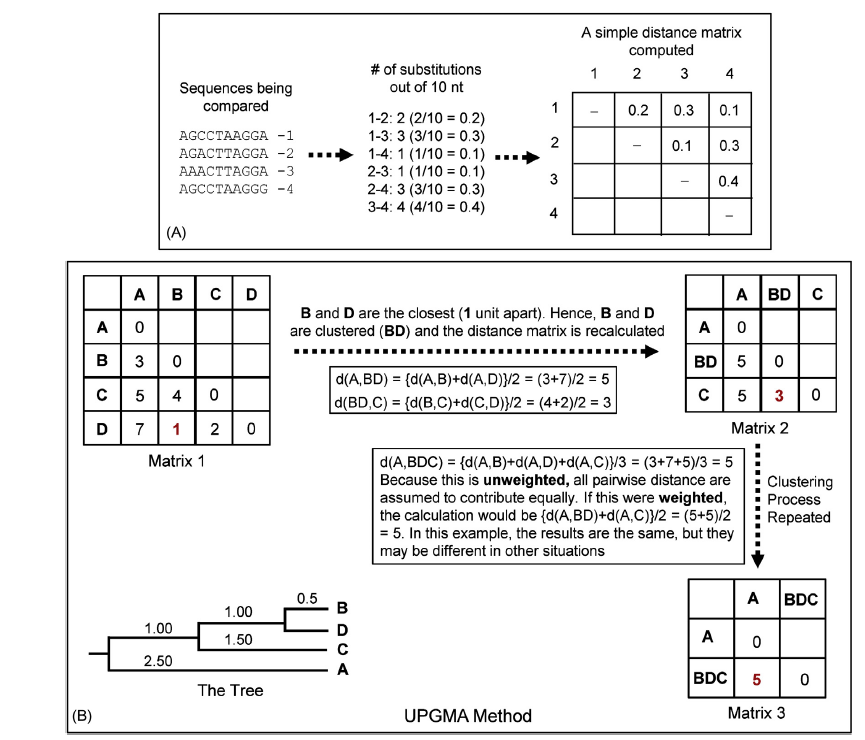 A simple distance matrix
computed
# of substitutions
out of 10 nt
Sequences being
compared
AGCCTAAGGA -1
AGACTTAGGA -2
AAACTTAGGA -3
AGCCTAAGGG -4
1-2: 2 (2/10 = 0.2)
1-3: 3 (3/10 = 0.3)
1-4: 1 (1/10 = 0.1)
2-3: 1 (1/10 = 0.1)
2-4: 3 (3/10 = 0.3)
3-4: 4 (4/10 = 0.4)
1 2 3 4
1 – 0.2 0.3 0.1
2 – 0.1 0.3
3 – 0.4
4 –
(A)
A B C D
A 0
B 3 0
C 5 4 0
D 7 1 2 0
Matrix 1
B and D are the closest (1 unit apart). Hence, B and D
are clustered (BD) and the distance matrix is recalculated
d(A,BD) = {d(A,B)+d(A,D)}/2 = (3+7)/2 = 5
d(BD,C) = {d(B,C)+d(C,D)}/2 = (4+2)/2 = 3
A BD C
A 0
BD 5 0
C 5 3 0
Matrix 2
d(A,BDC) = {d(A,B)+d(A,D)+d(A,C)}/3 = (3+7+5)/3 = 5
Because this is unweighted, all pairwise distance are
assumed to contribute equally. If this were weighted,
the calculation would be {d(A,BD)+d(A,C)}/2 = (5+5)/2
= 5. In this example, the results are the same, but they
may be different in other situations
Clustering
Process
Repeated
A BDC
A 0
BDC 5 0
Matrix 3
0.5 B
1.00 D
1.00 1.50 C
2.50 A
The Tree
(B)
UPGMA Method